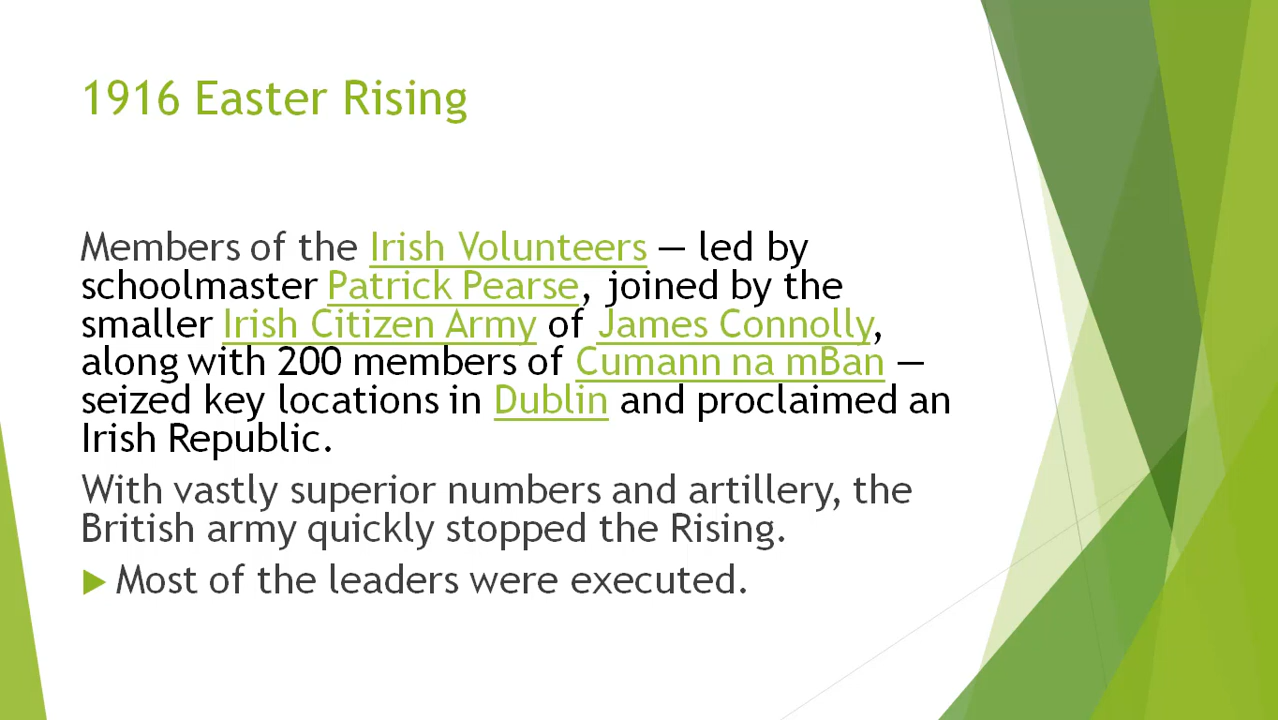 1916 Easter Rising
Members of the Irish Volunteers — led by
schoolmaster Patrick Pearse, joined by the
smaller Irish Citizen Army of James Connolly,
along with 200 members of Cumann na mBan —
seized key locations in Dublin and proclaimed an
Irish Republic.
With vastly superior numbers and artillery, the
British army quickly stopped the Rising.
Most of the leaders were executed.